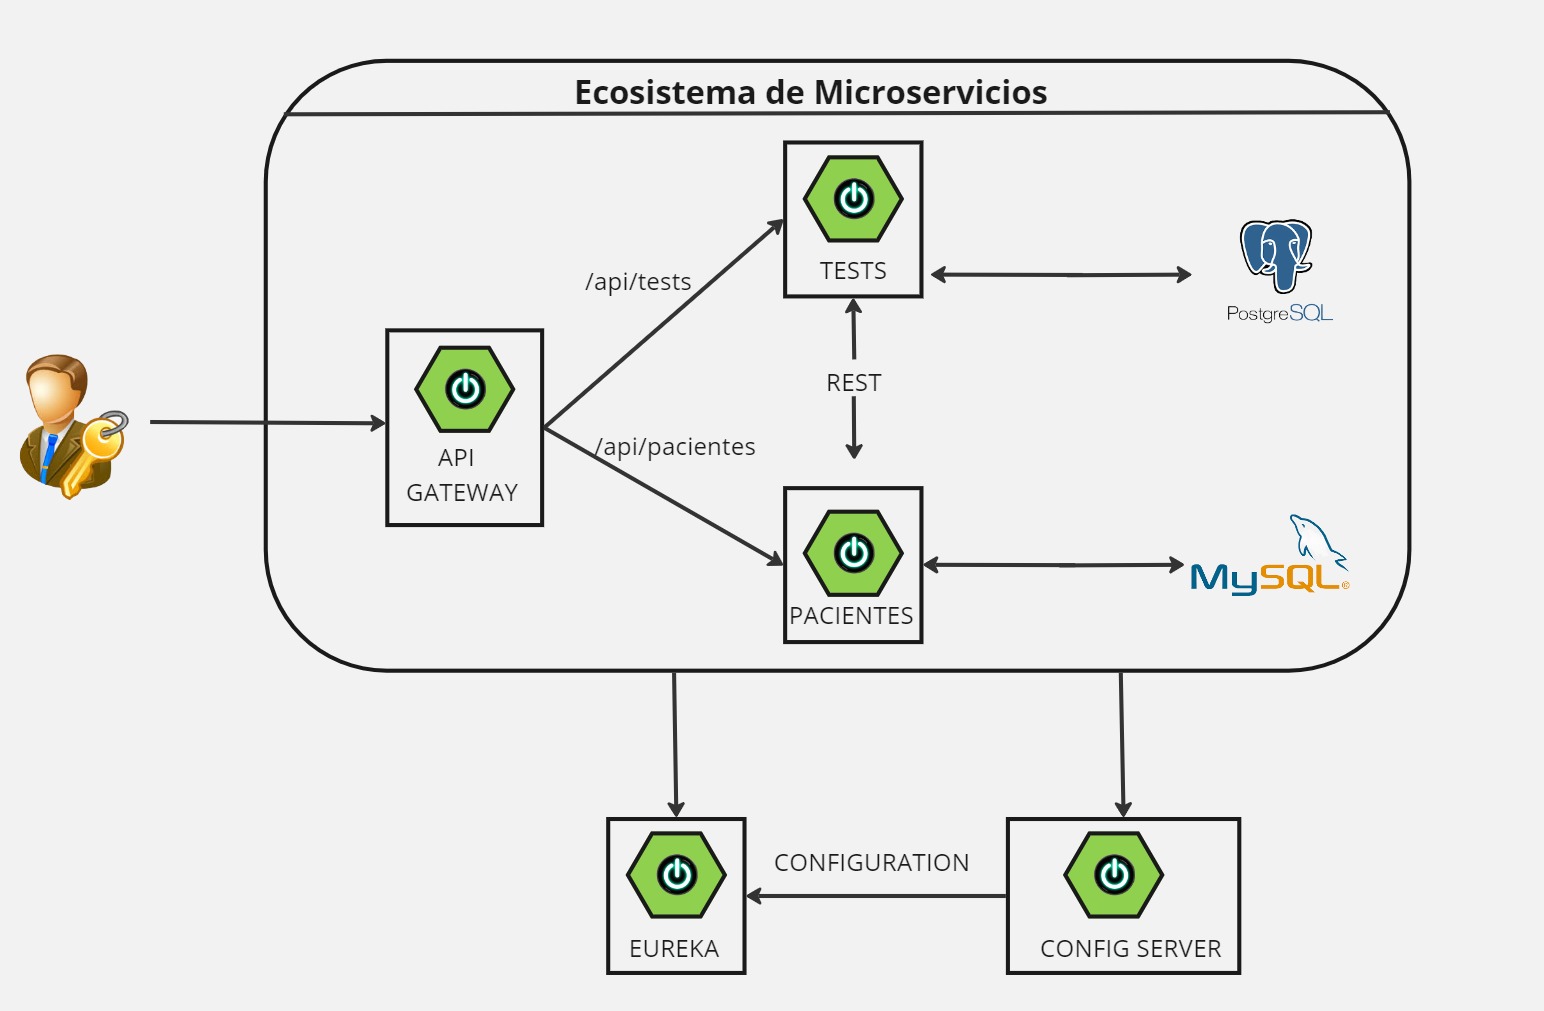 Ecosistema de Microservicios
TESTS
/api/tests
PostgreSQL
REST
/api/pacientes
API
GATEWAY
MySQL®
PACIENTES
CONFIGURATION
EUREKA
CONFIG SERVER